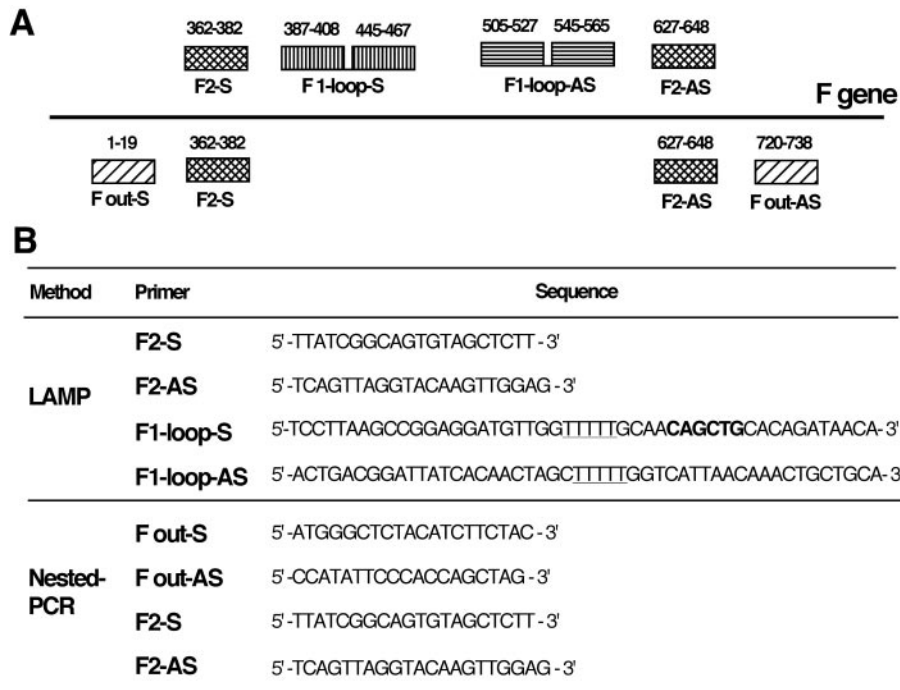 A
362-382 387-408 445-467 505-527 545-565 627-648
F2-S F1-loop-S F1-loop-AS F2-AS
F gene
1-19 362-382 627-648 720-738
F out-S F2-S F2-AS F out-AS
B
Method Primer Sequence
F2-S 5'-TTATCGGCAGTGTAGCTCTT-3'
LAMP
F2-AS 5'-TCAGTTAGGTACAAGTTGGAG-3'
F1-loop-S 5'-TCCTTAAGCCGGAGGATGTTGGTTTTTGCAACAGCTGCACAGATAACA-3'
F1-loop-AS 5'-ACTGACGGATTATCACAACTAGCTTTTTGGTCATTAACAAACTGCTGCA-3'
F out-S 5'-ATGGGCTCTACATCTTCTAC-3'
Nested-
PCR
F out-AS 5'-CCATATTCCCACCAGCTAG-3'
F2-S 5'-TTATCGGCAGTGTAGCTCTT-3'
F2-AS 5'-TCAGTTAGGTACAAGTTGGAG-3'